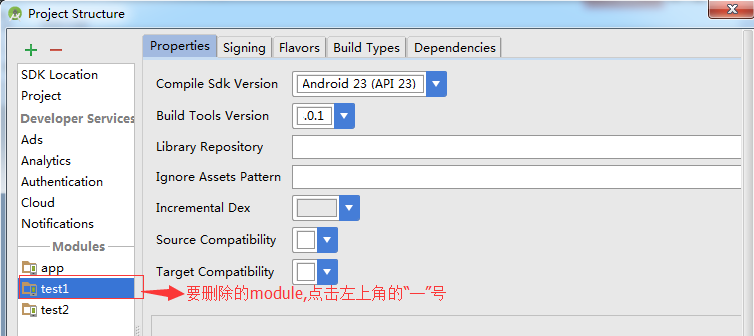 Project Structure
Properties Signing Flavors Build Types Dependencies
SDK Location
Project
Developer Services
Ads
Analytics
Authentication
Cloud
Notifications
Modules
app
test1
test2
Compile Sdk Version Android 23 (API 23)
Build Tools Version .0.1
Library Repository
Ignore Assets Pattern
Incremental Dex
Source Compatibility
Target Compatibility
要删除的module,点击左上角的“一”号